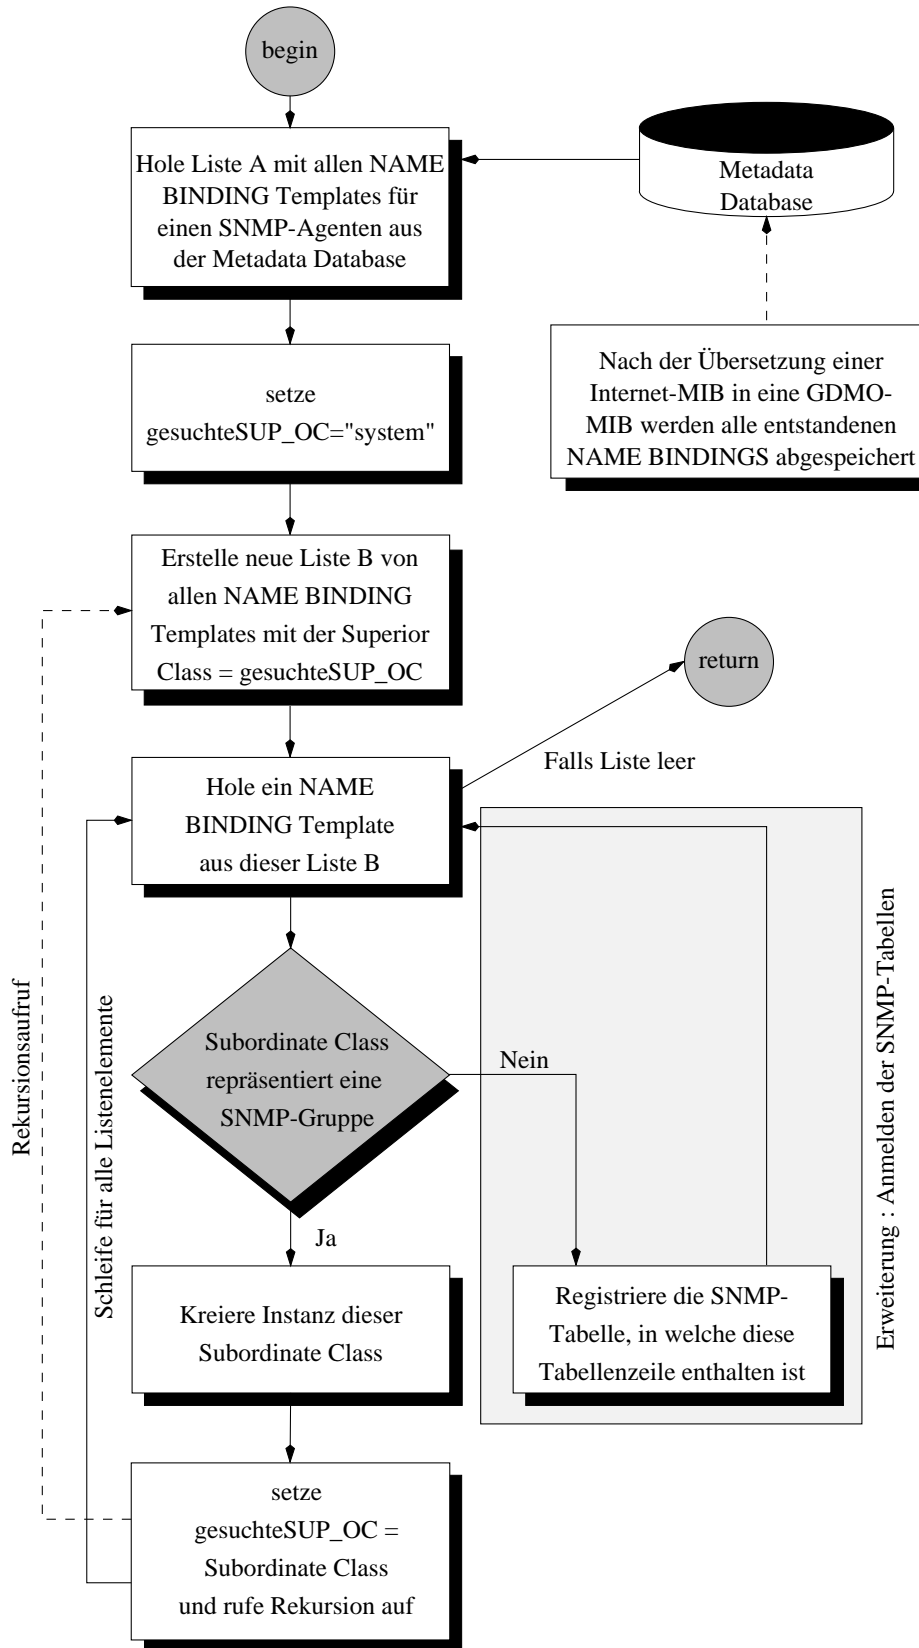 begin
Hole Liste A mit allen NAME
BINDING Templates für
einen SNMP-Agenten aus
der Metadata Database
Metadata
Database
Nach der Übersetzung einer
Internet-MIB in eine GDMO-
MIB werden alle entstandenen
NAME BINDINGS abgespeichert
setze
gesuchteSUP_OC="system"
Erstelle neue Liste B von
allen NAME BINDING
Templates mit der Superior
Class = gesuchteSUP_OC
return
Falls Liste leer
Hole ein NAME
BINDING Template
aus dieser Liste B
Rekursionsaufruf
Schleife für alle Listenelemente
Subordinate Class
repräsentiert eine
SNMP-Gruppe
Nein
Ja
Erweiterung : Anmelden der SNMP-Tabellen
Kreiere Instanz dieser
Subordinate Class
Registriere die SNMP-
Tabelle, in welche diese
Tabellenzeile enthalten ist
setze
gesuchteSUP_OC =
Subordinate Class
und rufe Rekursion auf